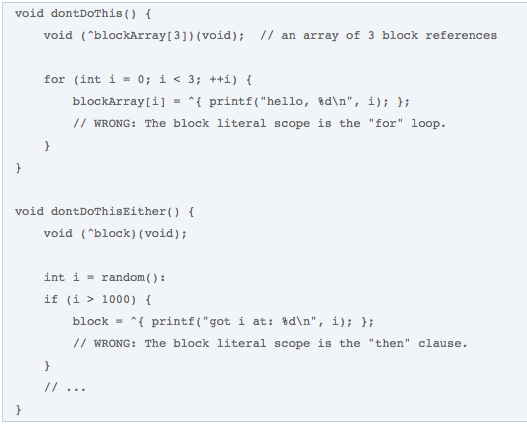 void dontDoThis() {
    void (^blockArray[3])(void);  // an array of 3 block references

    for (int i = 0; i < 3; ++i) {
        blockArray[i] = ^{ printf("hello, %d\n", i); };
        // WRONG: The block literal scope is the "for" loop.
    }
}

void dontDoThisEither() {
    void (^block)(void);

    int i = random():
    if (i > 1000) {
        block = ^{ printf("got i at: %d\n", i); };
        // WRONG: The block literal scope is the "then" clause.
    }
    // ...
}